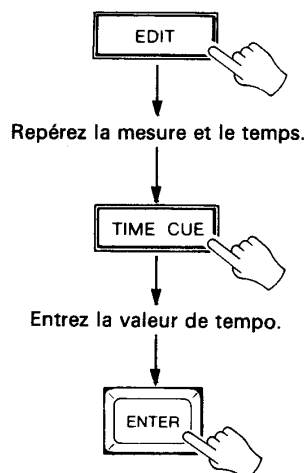 EDIT
Repérez la mesure et le temps.
TIME CUE
Entrez la valeur de tempo.
ENTER